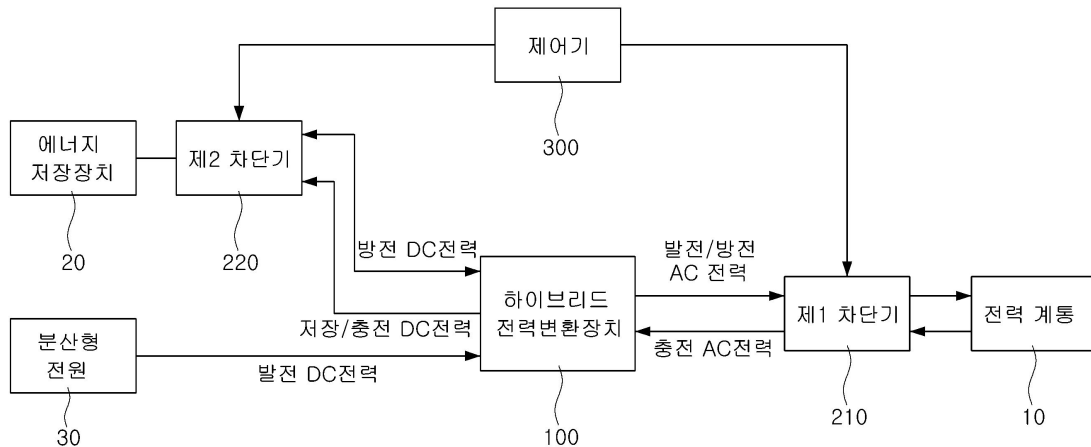 제어기
300
에너지
저장장치
20
제2 차단기
220
방전 DC전력
발전/방전
AC 전력
하이브리드
전력변환장치
100
제1 차단기
210
전력 계통
10
저장/충전 DC전력
충전 AC전력
분산형
전원
30
발전 DC전력